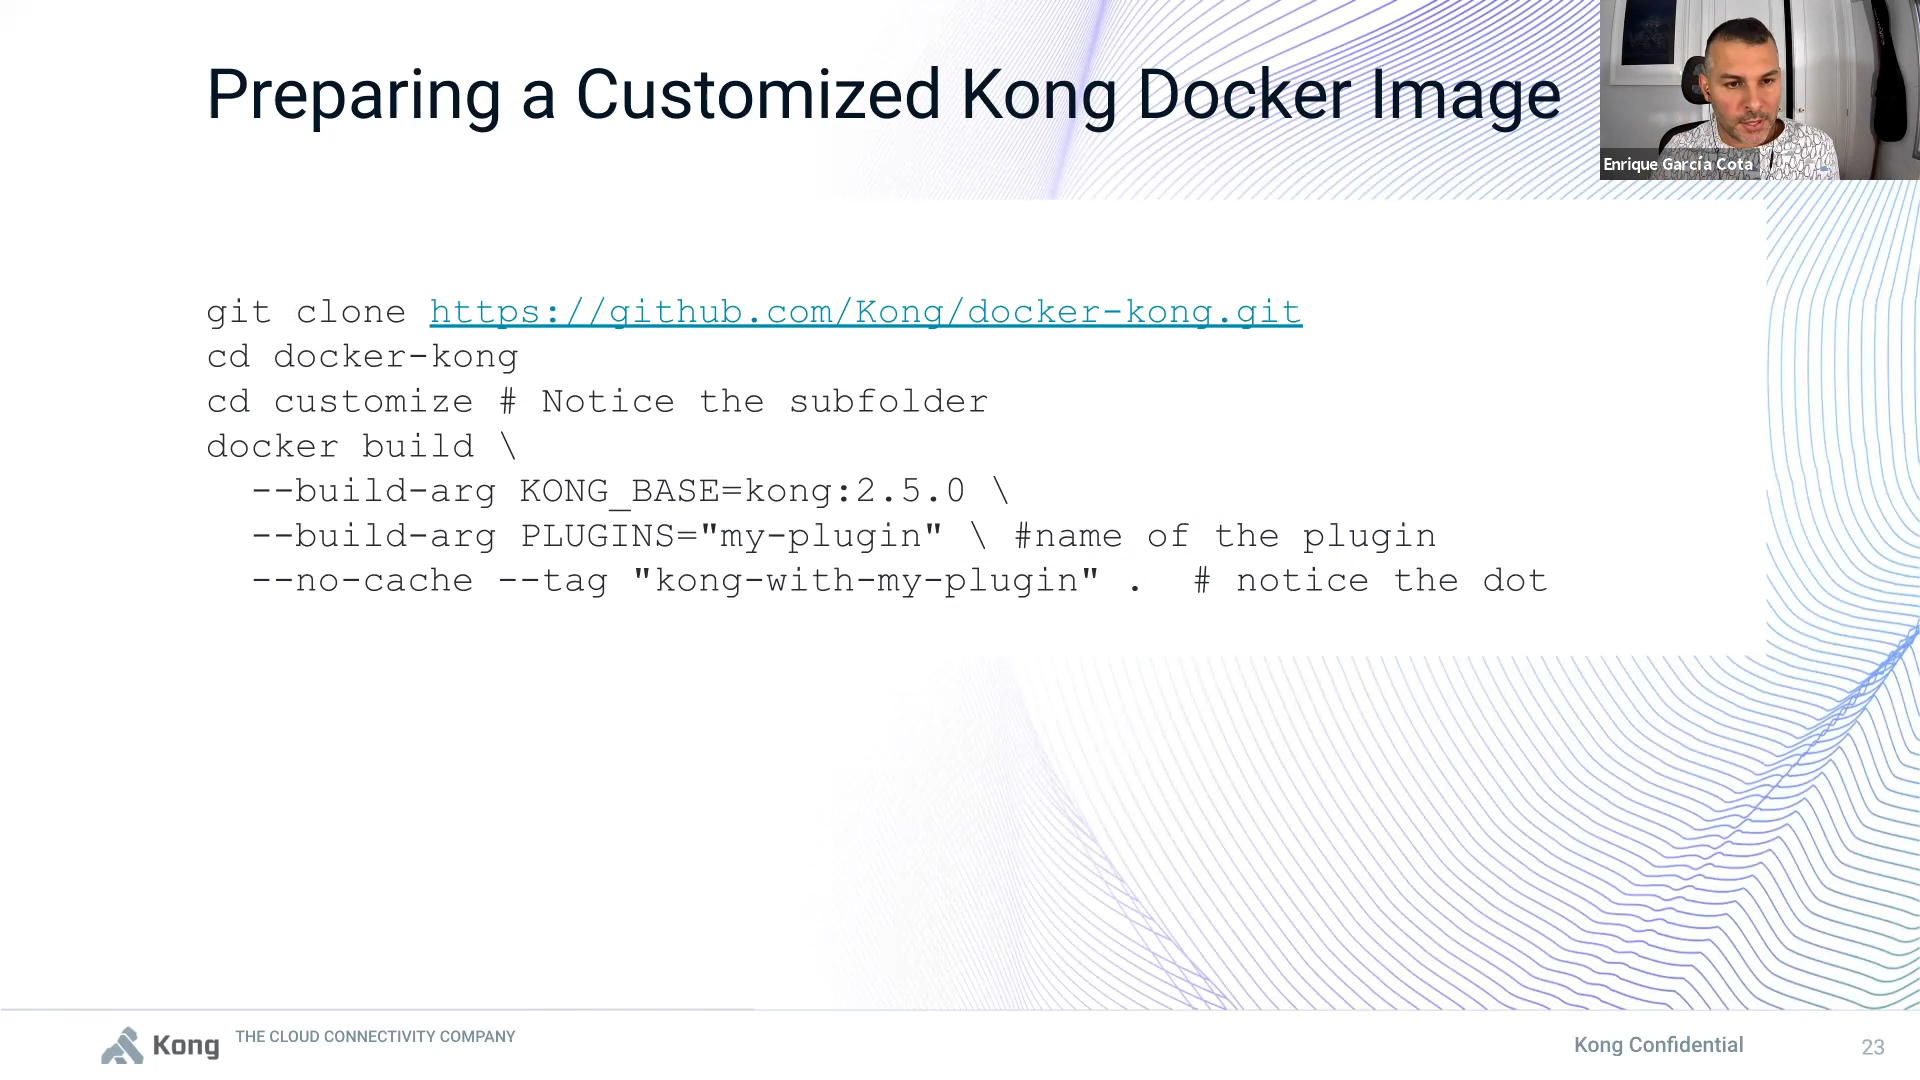 Preparing a Customized Kong Docker Image
Enrique García Cota
git clone https://github.com/Kong/docker-kong.git
cd docker-kong
cd customize # Notice the subfolder
docker build \
  --build-arg KONG_BASE=kong:2.5.0 \
  --build-arg PLUGINS="my-plugin" \ #name of the plugin
  --no-cache --tag "kong-with-my-plugin" .  # notice the dot
Kong THE CLOUD CONNECTIVITY COMPANY
Kong Confidential
23